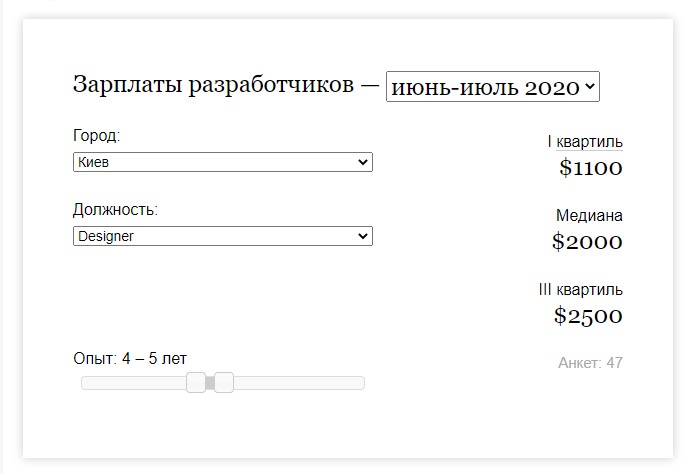 Зарплаты разработчиков — июнь-июль 2020
Город:
Киев
I квартиль
$1100
Должность:
Designer
Медиана
$2000
III квартиль
$2500
Опыт: 4 – 5 лет
Анкет: 47